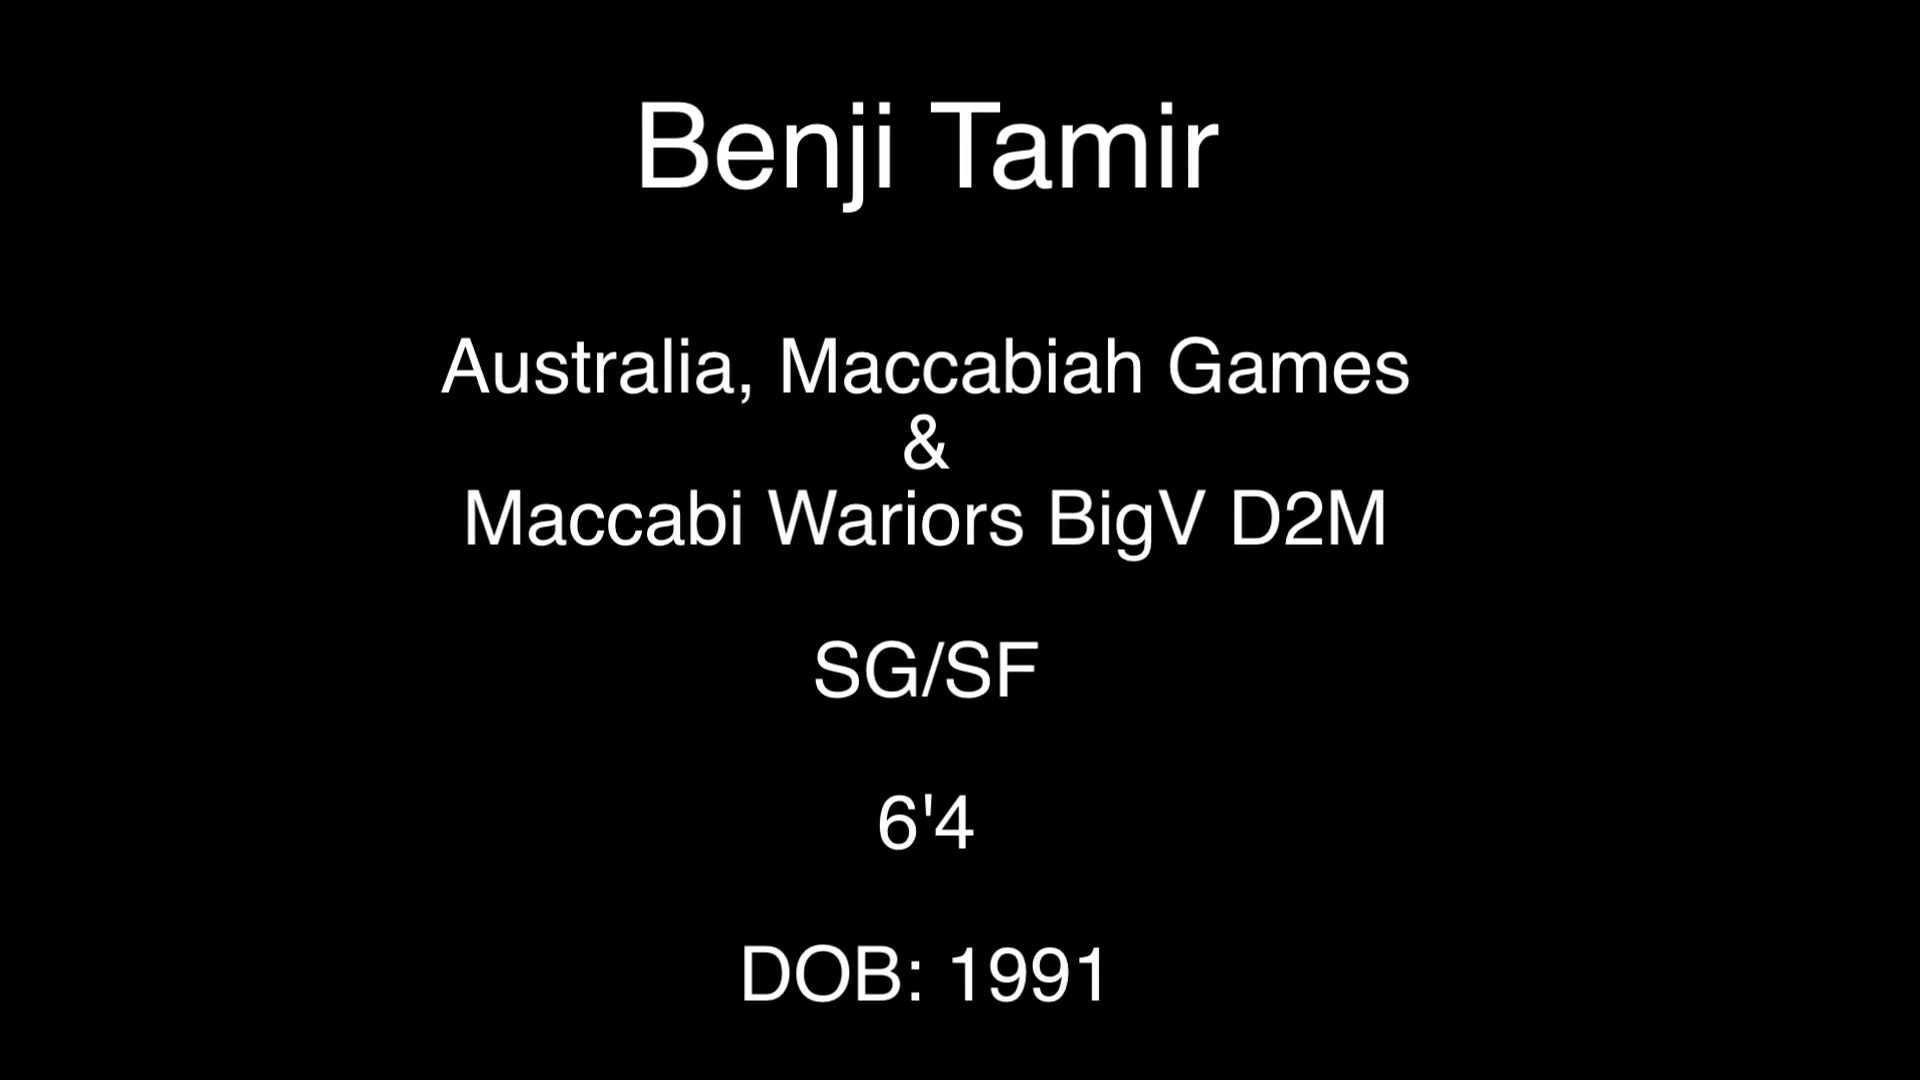 Benji Tamir
Australia, Maccabiah Games
&
Maccabi Wariors BigV D2M
SG/SF
6'4
DOB: 1991